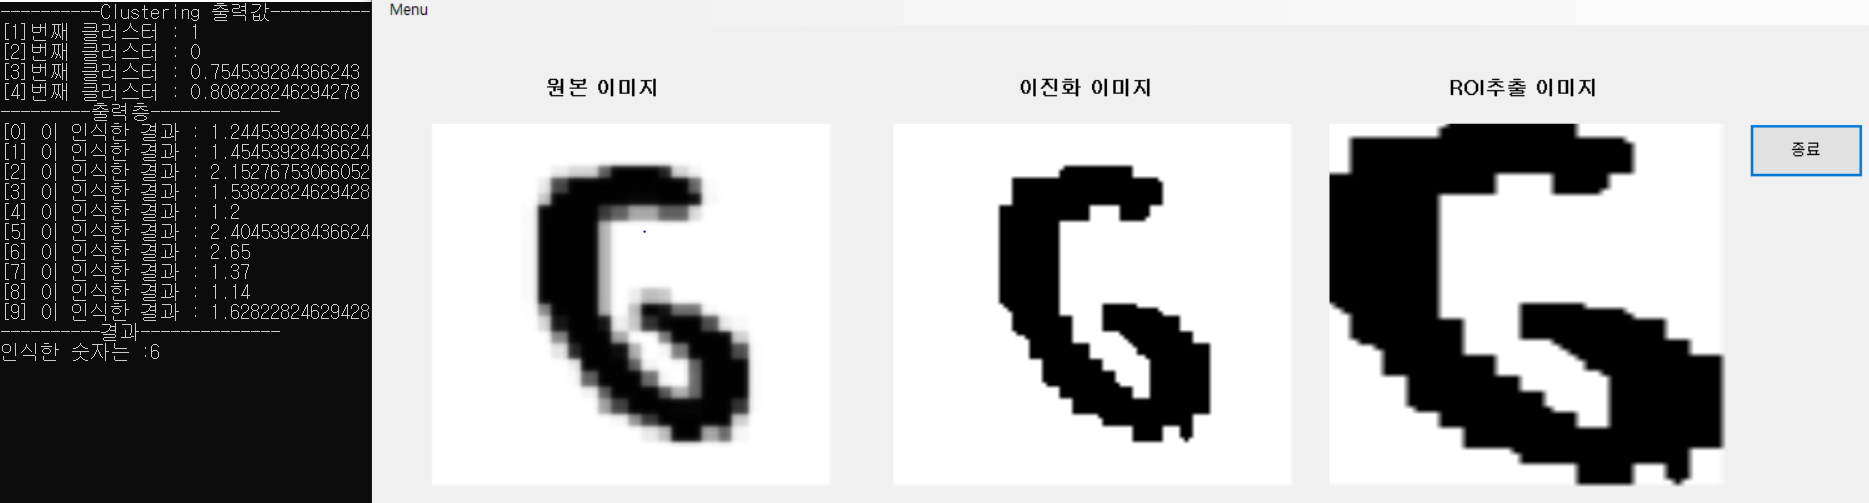 ----------Clustering 출력값----------
[1]번째 클러스터 : 1
[2]번째 클러스터 : 0
[3]번째 클러스터 : 0.754539284366243
[4]번째 클러스터 : 0.808228246294278
---------출력층-------------
[0] 이 인식한 결과 : 1.24453928436624
[1] 이 인식한 결과 : 1.45453928436624
[2] 이 인식한 결과 : 2.15276753066052
[3] 이 인식한 결과 : 1.53822824629428
[4] 이 인식한 결과 : 1.2
[5] 이 인식한 결과 : 2.40453928436624
[6] 이 인식한 결과 : 2.65
[7] 이 인식한 결과 : 1.37
[8] 이 인식한 결과 : 1.14
[9] 이 인식한 결과 : 1.62822824629428
----------결과--------------
인식한 숫자는 :6
Menu
원본 이미지
이진화 이미지
ROI추출 이미지
종료
6
6
6